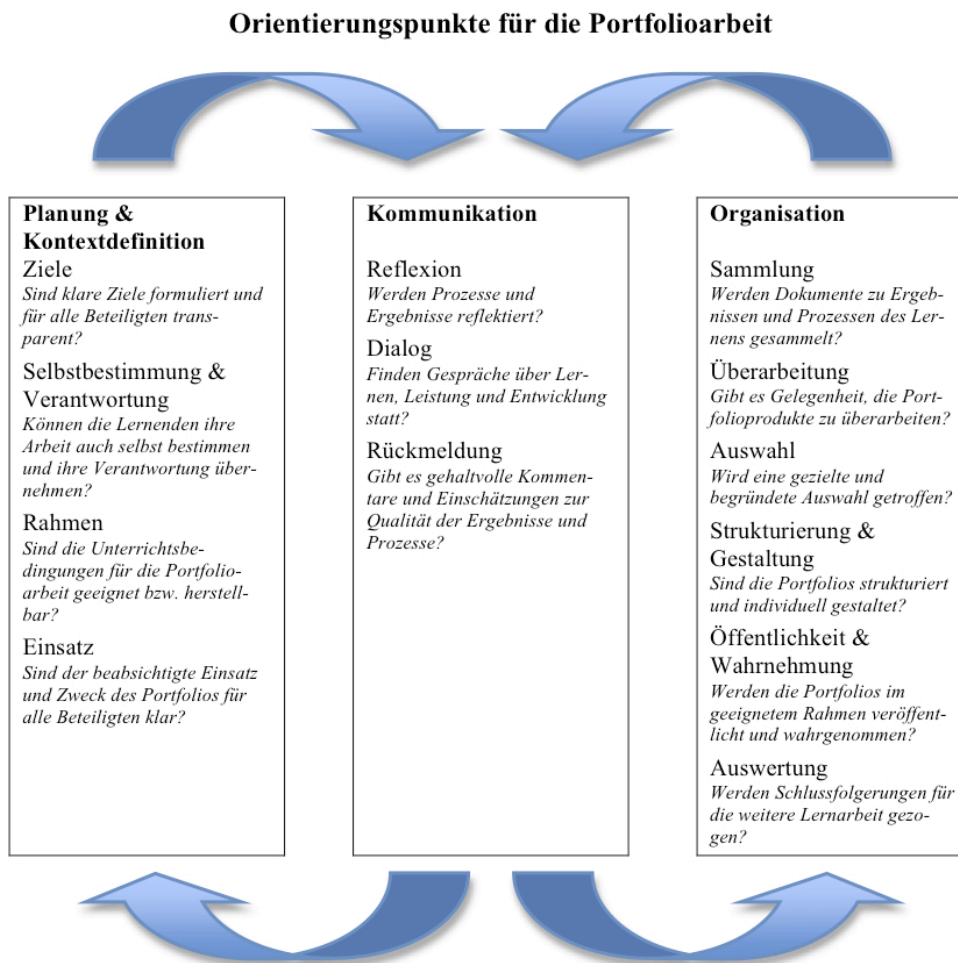 Orientierungspunkte für die Portfolioarbeit
Planung &
Kontextdefinition
Ziele
Sind klare Ziele formuliert und
für alle Beteiligten trans-
parent?
Selbstbestimmung &
Verantwortung
Können die Lernenden ihre
Arbeit auch selbst bestimmen
und ihre Verantwortung über-
nehmen?
Rahmen
Sind die Unterrichtsbe-
dingungen für die Portfolio-
arbeit geeignet bzw. herstell-
bar?
Einsatz
Sind der beabsichtigte Einsatz
und Zweck des Portfolios für
alle Beteiligten klar?
Kommunikation
Reflexion
Werden Prozesse und
Ergebnisse reflektiert?
Dialog
Finden Gespräche über Ler-
nen, Leistung und Entwicklung
statt?
Rückmeldung
Gibt es gehaltvolle Kommen-
tare und Einschätzungen zur
Qualität der Ergebnisse und
Prozesse?
Organisation
Sammlung
Werden Dokumente zu Ergeb-
nissen und Prozessen des Ler-
nens gesammelt?
Überarbeitung
Gibt es Gelegenheit, die Port-
folioprodukte zu überarbeiten?
Auswahl
Wird eine gezielte und
begründete Auswahl getroffen?
Strukturierung &
Gestaltung
Sind die Portfolios strukturiert
und individuell gestaltet?
Öffentlichkeit &
Wahrnehmung
Werden die Portfolios im
geeignetem Rahmen veröffent-
licht und wahrgenommen?
Auswertung
Werden Schlussfolgerungen für
die weitere Lernarbeit gezo-
gen?